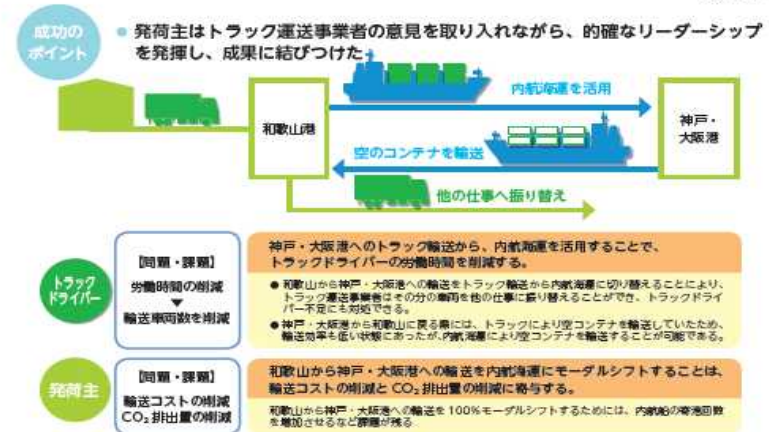 成功の
ポイント
● 発荷主はトラック運送事業者の意見を取り入れながら、的確なリーダーシップ
を発揮し、成果に結びつけた
内航海運を活用
和歌山港
神戸・
大阪港
空のコンテナを輸送
他の仕事へ振り替え
トラック
ドライバー
【問題・課題】
労働時間の削減
▼
輸送車両数を削減
神戸・大阪港へのトラック輸送から、内航海運を活用することで、
トラックドライバーの労働時間を削減する。
● 和歌山から神戸・大阪港への輸送をトラック輸送から内航海運に切り替えることにより、
トラック運送事業者はその分の車両を他の仕事に振り替えることができ、トラックドライ
バー不足にも対処できる。
● 神戸・大阪港から和歌山に戻る際には、トラックにより空コンテナを輸送していたため、
輸送効率も低い状態にあったが、内航海運により空コンテナを輸送することが可能である。
発荷主
【問題・課題】
輸送コストの削減
CO₂排出量の削減
和歌山から神戸・大阪港への輸送を内航海運にモーダルシフトすることは、
輸送コストの削減とCO₂排出量の削減に寄与する。
和歌山から神戸・大阪港への輸送を100%モーダルシフトするためには、内航船の寄港回数
を増加させるなど課題が残る